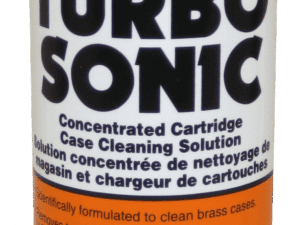 TURBO
SONIC
Concentrated Cartridge
Case Cleaning Solution
Solution concentrée de nettoyage de
magasin et chargeur de cartouches
Scientifically formulated to clean brass cases.